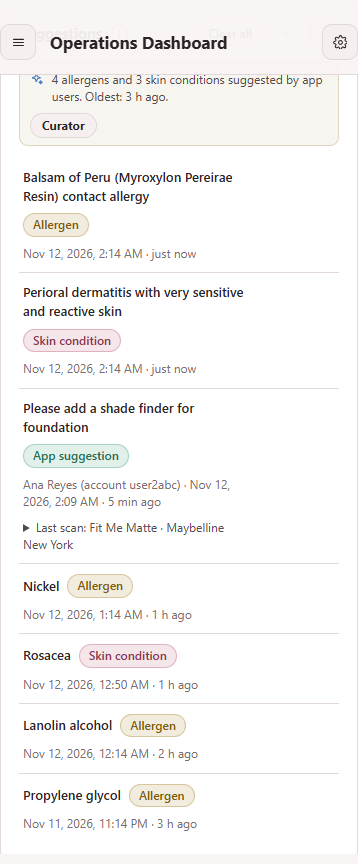 Operations Dashboard
4 allergens and 3 skin conditions suggested by app
users. Oldest: 3 h ago.
Curator
Balsam of Peru (Myroxylon Pereirae
Resin) contact allergy
Allergen
Nov 12, 2026, 2:14 AM · just now
Perioral dermatitis with very sensitive
and reactive skin
Skin condition
Nov 12, 2026, 2:14 AM · just now
Please add a shade finder for
foundation
App suggestion
Ana Reyes (account user2abc) · Nov 12,
2026, 2:09 AM · 5 min ago
▶ Last scan: Fit Me Matte · Maybelline
New York
Nickel Allergen
Nov 12, 2026, 1:14 AM · 1 h ago
Rosacea Skin condition
Nov 12, 2026, 12:50 AM · 1 h ago
Lanolin alcohol Allergen
Nov 12, 2026, 12:14 AM · 2 h ago
Propylene glycol Allergen
Nov 11, 2026, 11:14 PM · 3 h ago